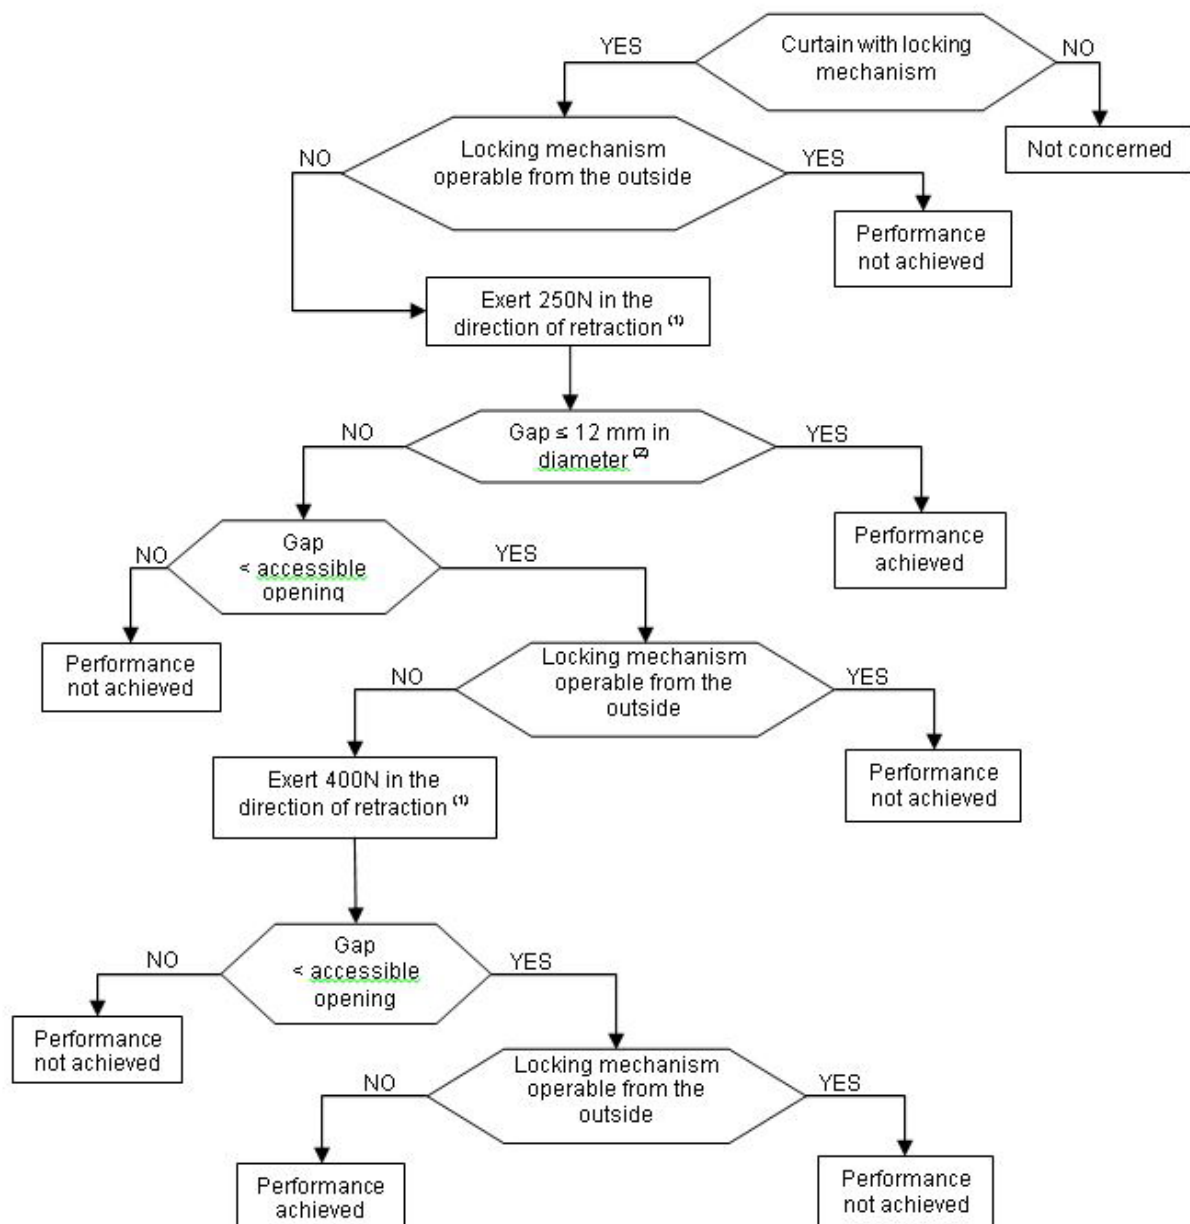 YES
Curtain with locking
mechanism
NO
NO
Locking mechanism
operable from the outside
YES
Not concerned
Performance
not achieved
Exert 250N in the
direction of retraction (1)
NO
Gap ≤ 12 mm in
diameter (2)
YES
NO
Gap
< accessible
opening
YES
Performance
achieved
Performance
not achieved
NO
Locking mechanism
operable from the
outside
YES
Exert 400N in the
direction of retraction (1)
Performance
not achieved
NO
Gap
< accessible
opening
YES
Performance
not achieved
NO
Locking mechanism
operable from the
outside
YES
Performance
achieved
Performance
not achieved